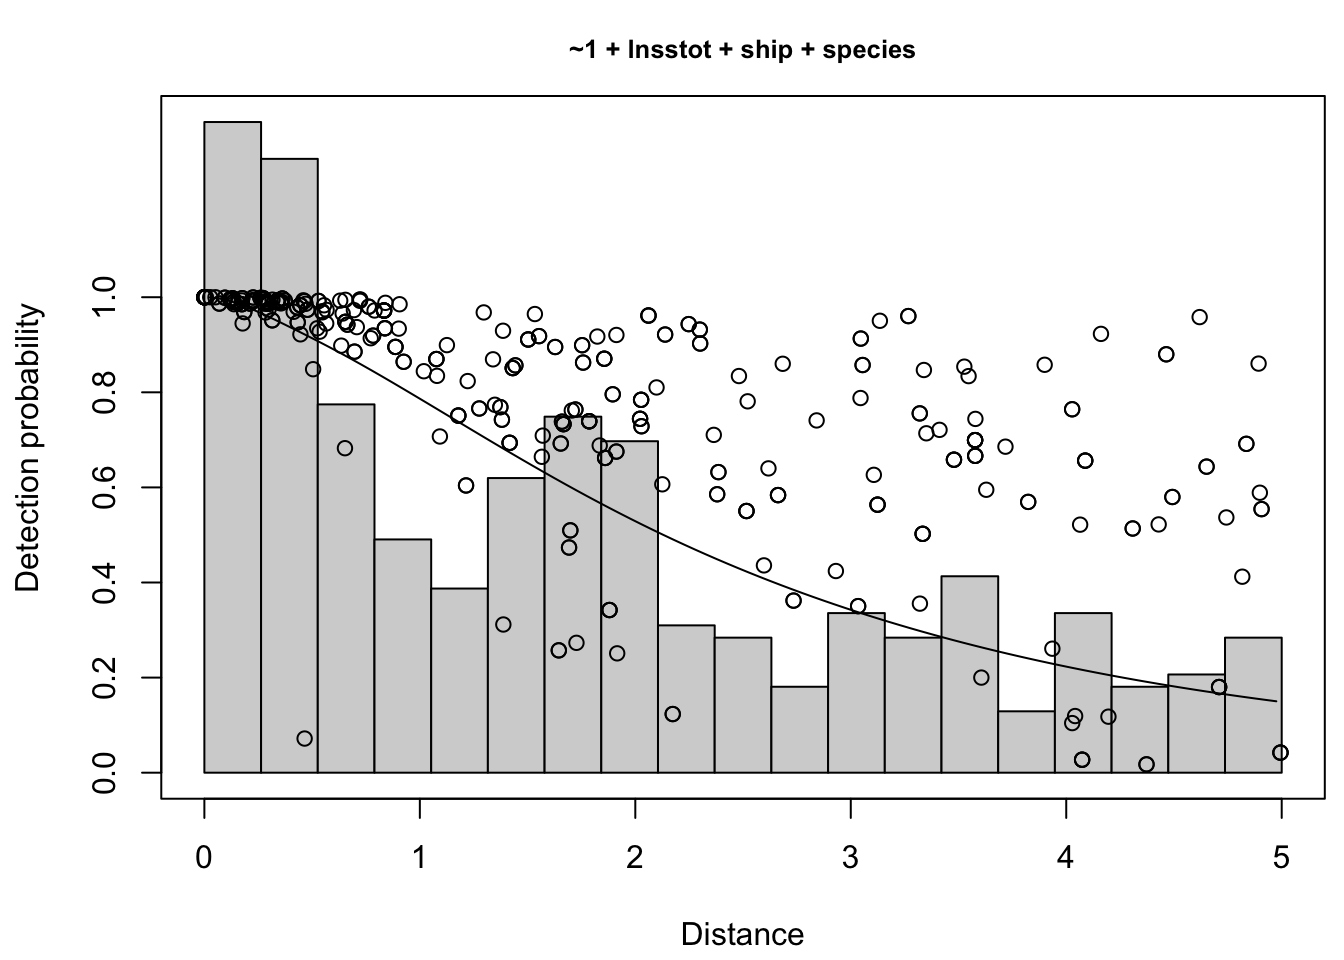 ~1 + lnsstot + ship + species
Detection probability
1.0
0.8
0.6
0.4
0.2
0.0
0 1 2 3 4 5
Distance